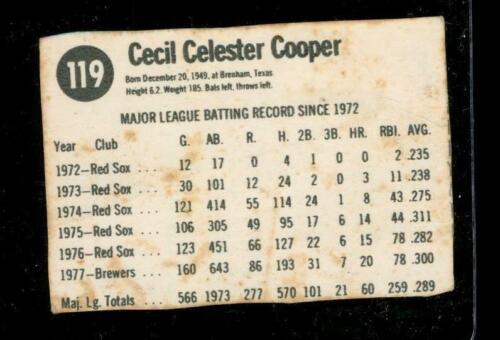 119
Cecil Celester Cooper
Born December 20, 1949, at Brenham, Texas
Height 6.2. Weight 185. Bats left, throws left.
MAJOR LEAGUE BATTING RECORD SINCE 1972
Year Club G. AB. R. H. 2B. 3B. HR. RBI. AVG.
1972—Red Sox ... 12 17 0 4 1 0 0 2 .235
1973—Red Sox ... 30 101 12 24 2 0 3 11 .238
1974—Red Sox ... 121 414 55 114 24 1 8 43 .275
1975—Red Sox ... 106 305 49 95 17 6 14 44 .311
1976—Red Sox ... 123 451 66 127 22 6 15 78 .282
1977—Brewers ... 160 643 86 193 31 7 20 78 .300
Maj. Lg. Totals .... 566 1973 277 570 101 21 60 259 .289